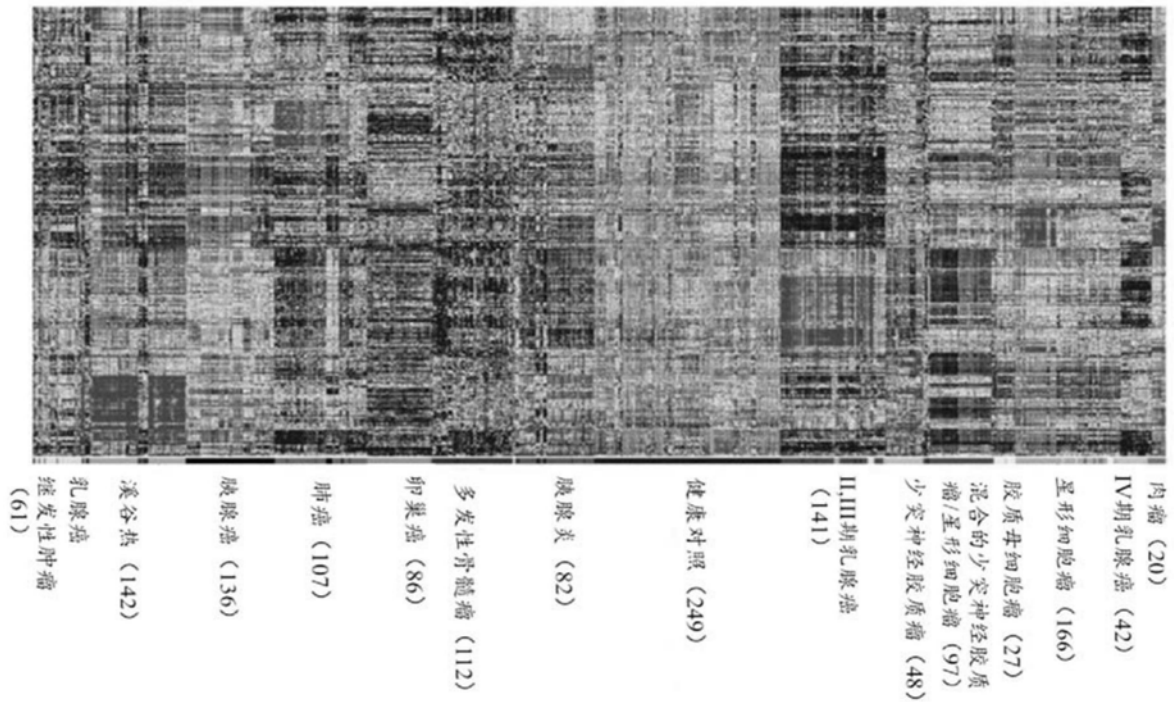 乳腺癌
继发性肿瘤
(61)
溪谷热 (142)
胰腺癌 (136)
肺癌 (107)
卵巢癌 (86)
多发性骨髓瘤 (112)
胰腺炎 (82)
健康对照 (249)
II,III期乳腺癌
(141)
少突神经胶质瘤 (48)
混合的少突神经胶质
瘤/星形细胞瘤 (97)
胶质母细胞瘤 (27)
星形细胞瘤 (166)
IV期乳腺癌 (42)
肉瘤 (20)